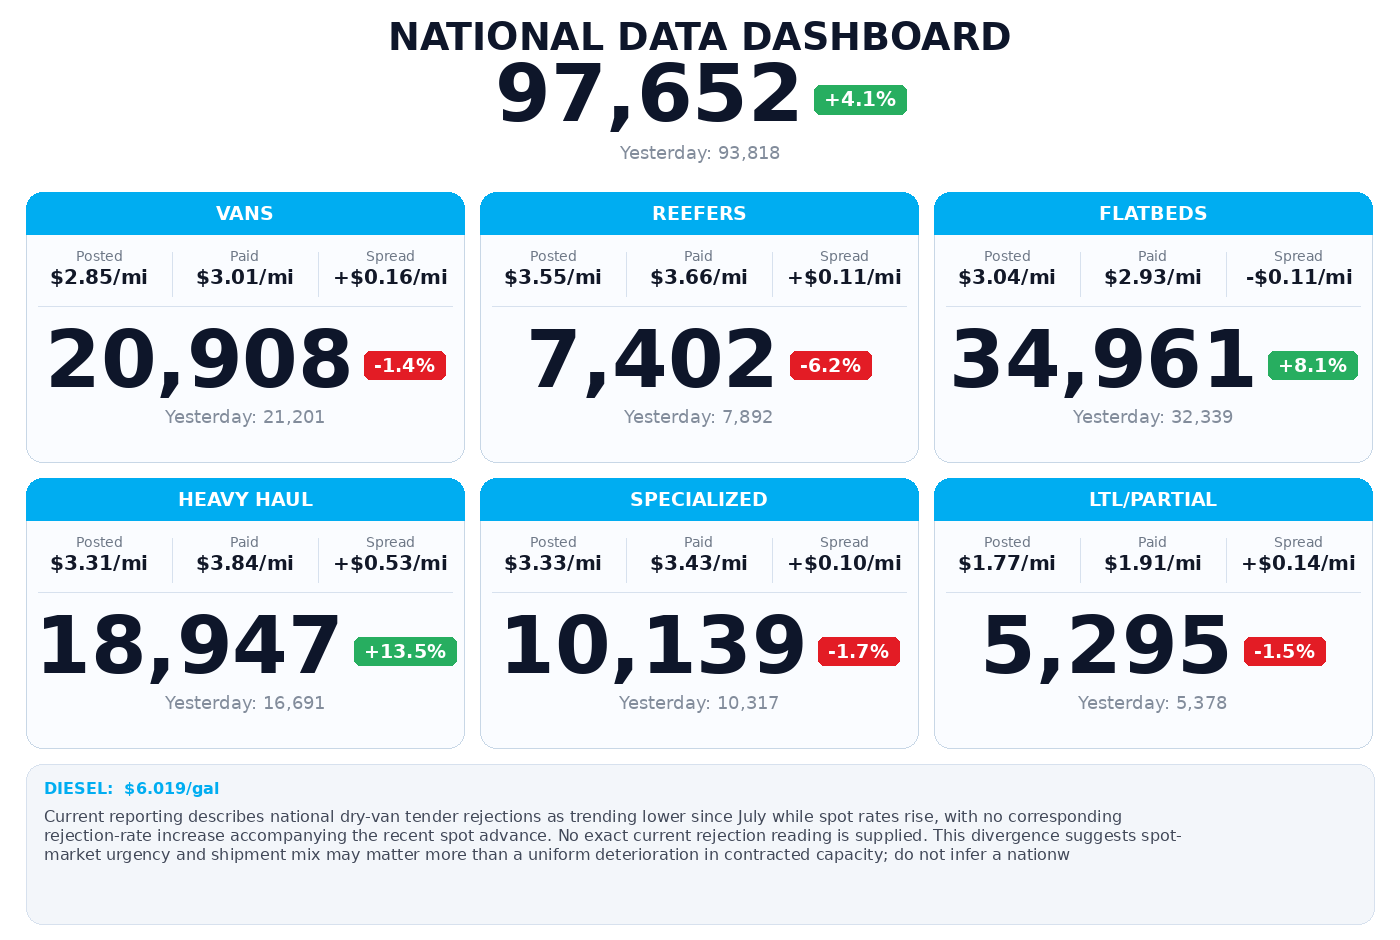 NATIONAL DATA DASHBOARD
97,652 +4.1%
Yesterday: 93,818
VANS
Posted Paid Spread
$2.85/mi $3.01/mi +$0.16/mi
20,908 -1.4%
Yesterday: 21,201
REEFERS
Posted Paid Spread
$3.55/mi $3.66/mi +$0.11/mi
7,402 -6.2%
Yesterday: 7,892
FLATBEDS
Posted Paid Spread
$3.04/mi $2.93/mi -$0.11/mi
34,961 +8.1%
Yesterday: 32,339
HEAVY HAUL
Posted Paid Spread
$3.31/mi $3.84/mi +$0.53/mi
18,947 +13.5%
Yesterday: 16,691
SPECIALIZED
Posted Paid Spread
$3.33/mi $3.43/mi +$0.10/mi
10,139 -1.7%
Yesterday: 10,317
LTL/PARTIAL
Posted Paid Spread
$1.77/mi $1.91/mi +$0.14/mi
5,295 -1.5%
Yesterday: 5,378
DIESEL: $6.019/gal
Current reporting describes national dry-van tender rejections as trending lower since July while spot rates rise, with no corresponding
rejection-rate increase accompanying the recent spot advance. No exact current rejection reading is supplied. This divergence suggests spot-
market urgency and shipment mix may matter more than a uniform deterioration in contracted capacity; do not infer a nationw